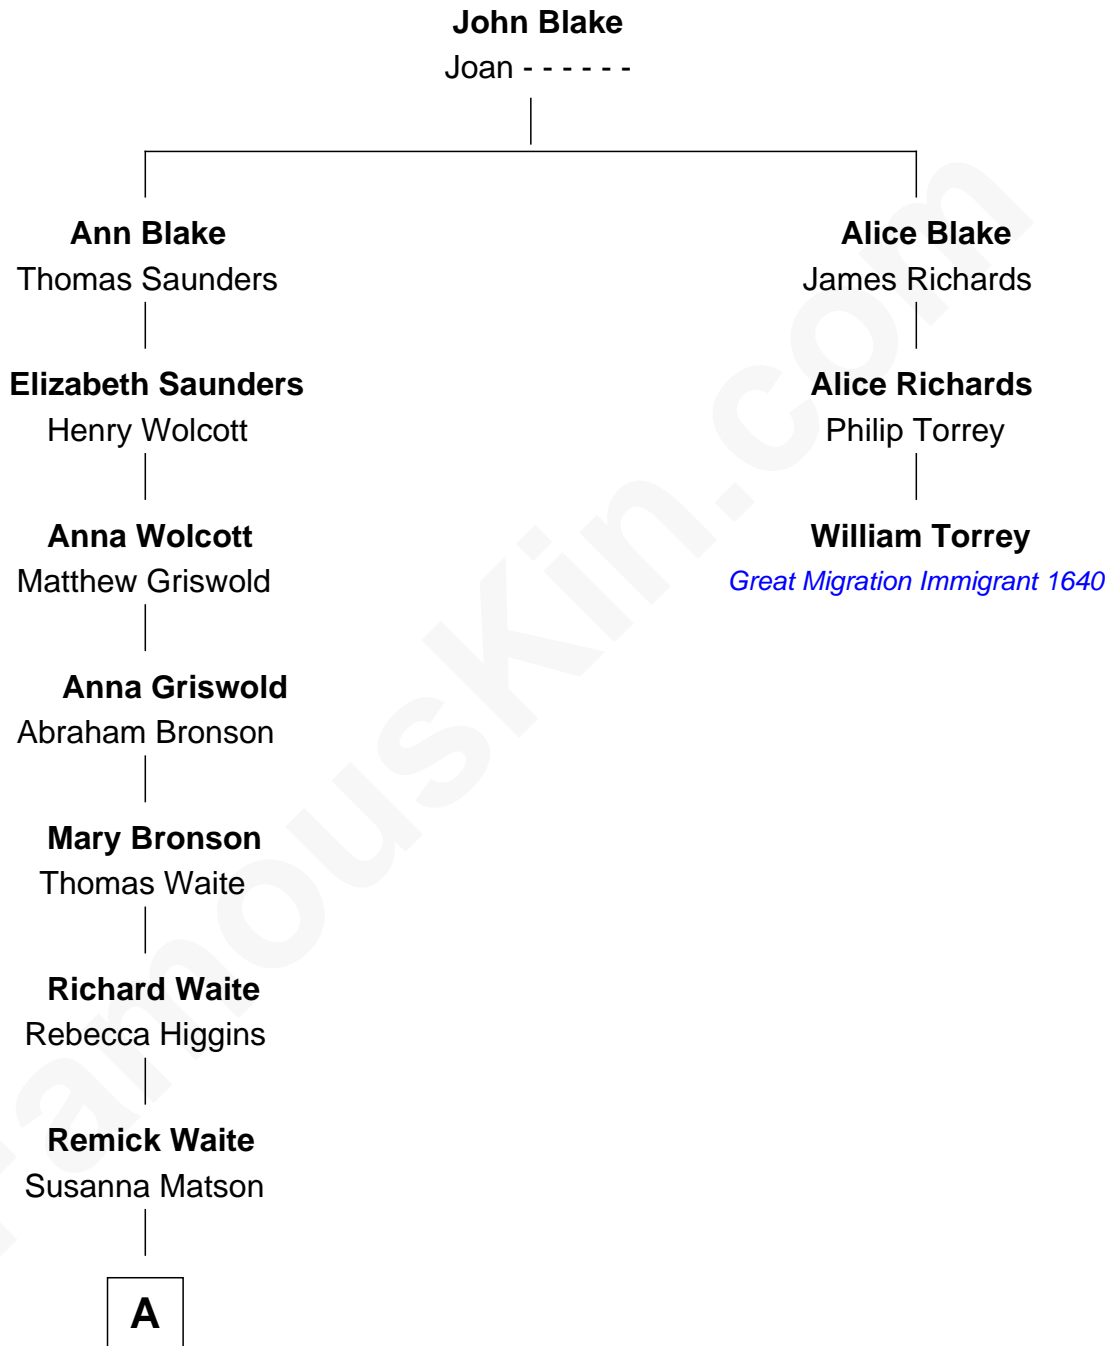 John Blake
Joan - - - - - -
Ann Blake
Thomas Saunders
Alice Blake
James Richards
Elizabeth Saunders
Henry Wolcott
Alice Richards
Philip Torrey
Anna Wolcott
Matthew Griswold
William Torrey
Great Migration Immigrant 1640
Anna Griswold
Abraham Bronson
Mary Bronson
Thomas Waite
Richard Waite
Rebecca Higgins
Remick Waite
Susanna Matson
A
FamousKin.com